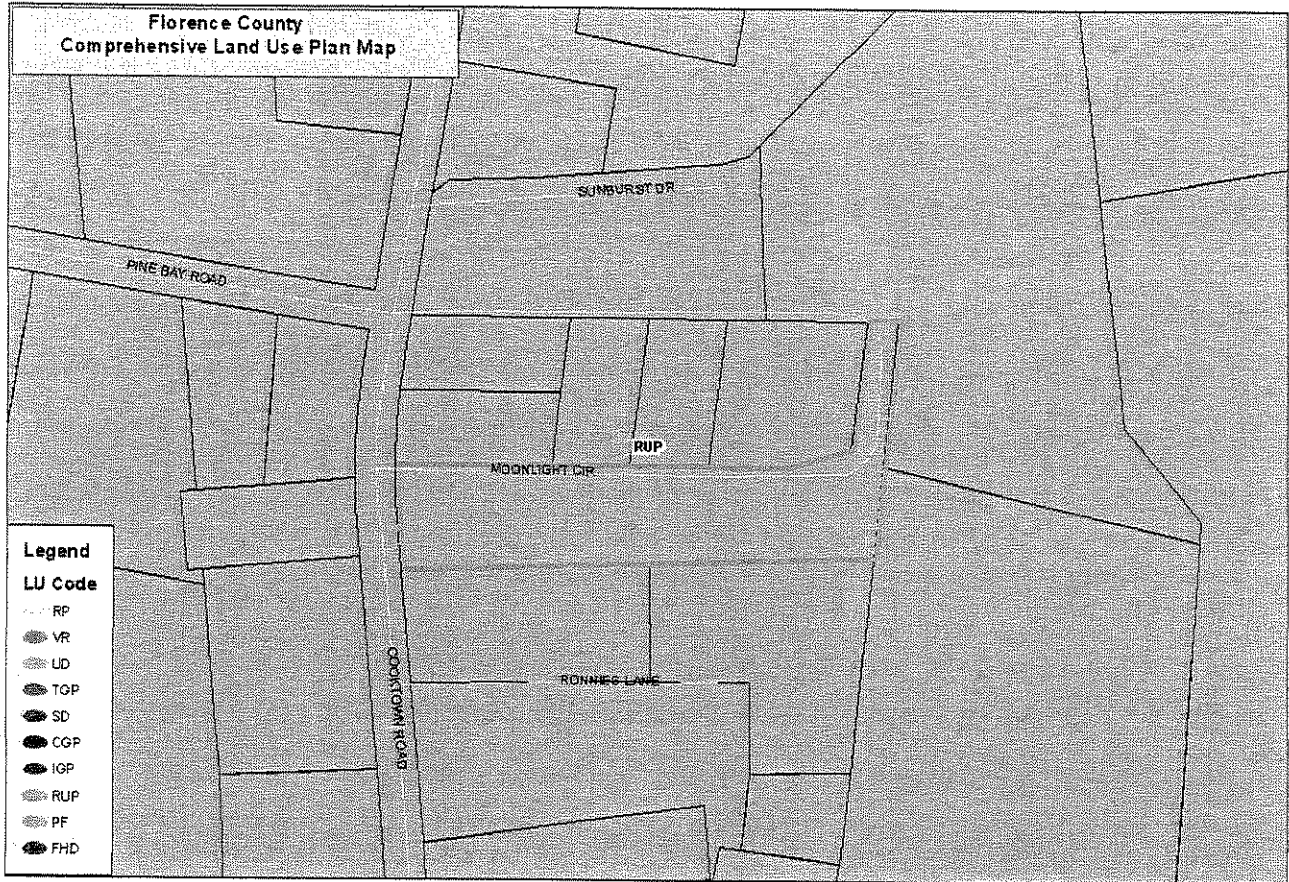 Florence County
Comprehensive Land Use Plan Map
SUNBURST DR
PINE BAY ROAD
RUP
MOONLIGHT CIR
COOKTOWN ROAD
RONNIES LANE
Legend
LU Code
RP
VR
UD
TGP
SD
CGP
IGP
RUP
PF
FHD